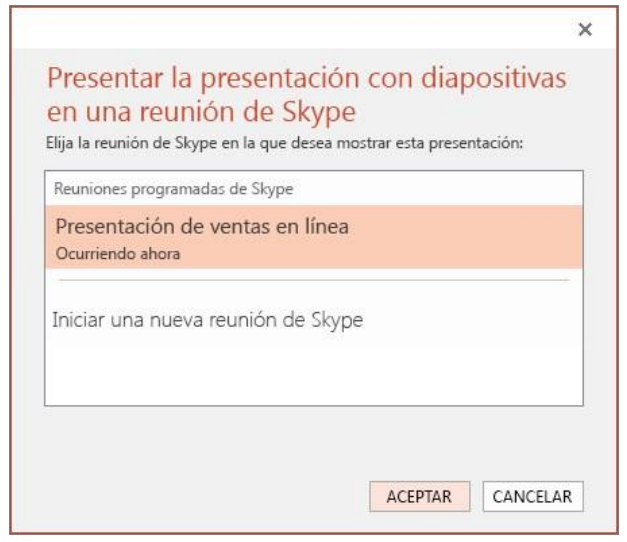 Presentar la presentación con diapositivas
en una reunión de Skype
Elija la reunión de Skype en la que desea mostrar esta presentación:
Reuniones programadas de Skype
Presentación de ventas en línea
Ocurriendo ahora
Iniciar una nueva reunión de Skype
ACEPTAR CANCELAR